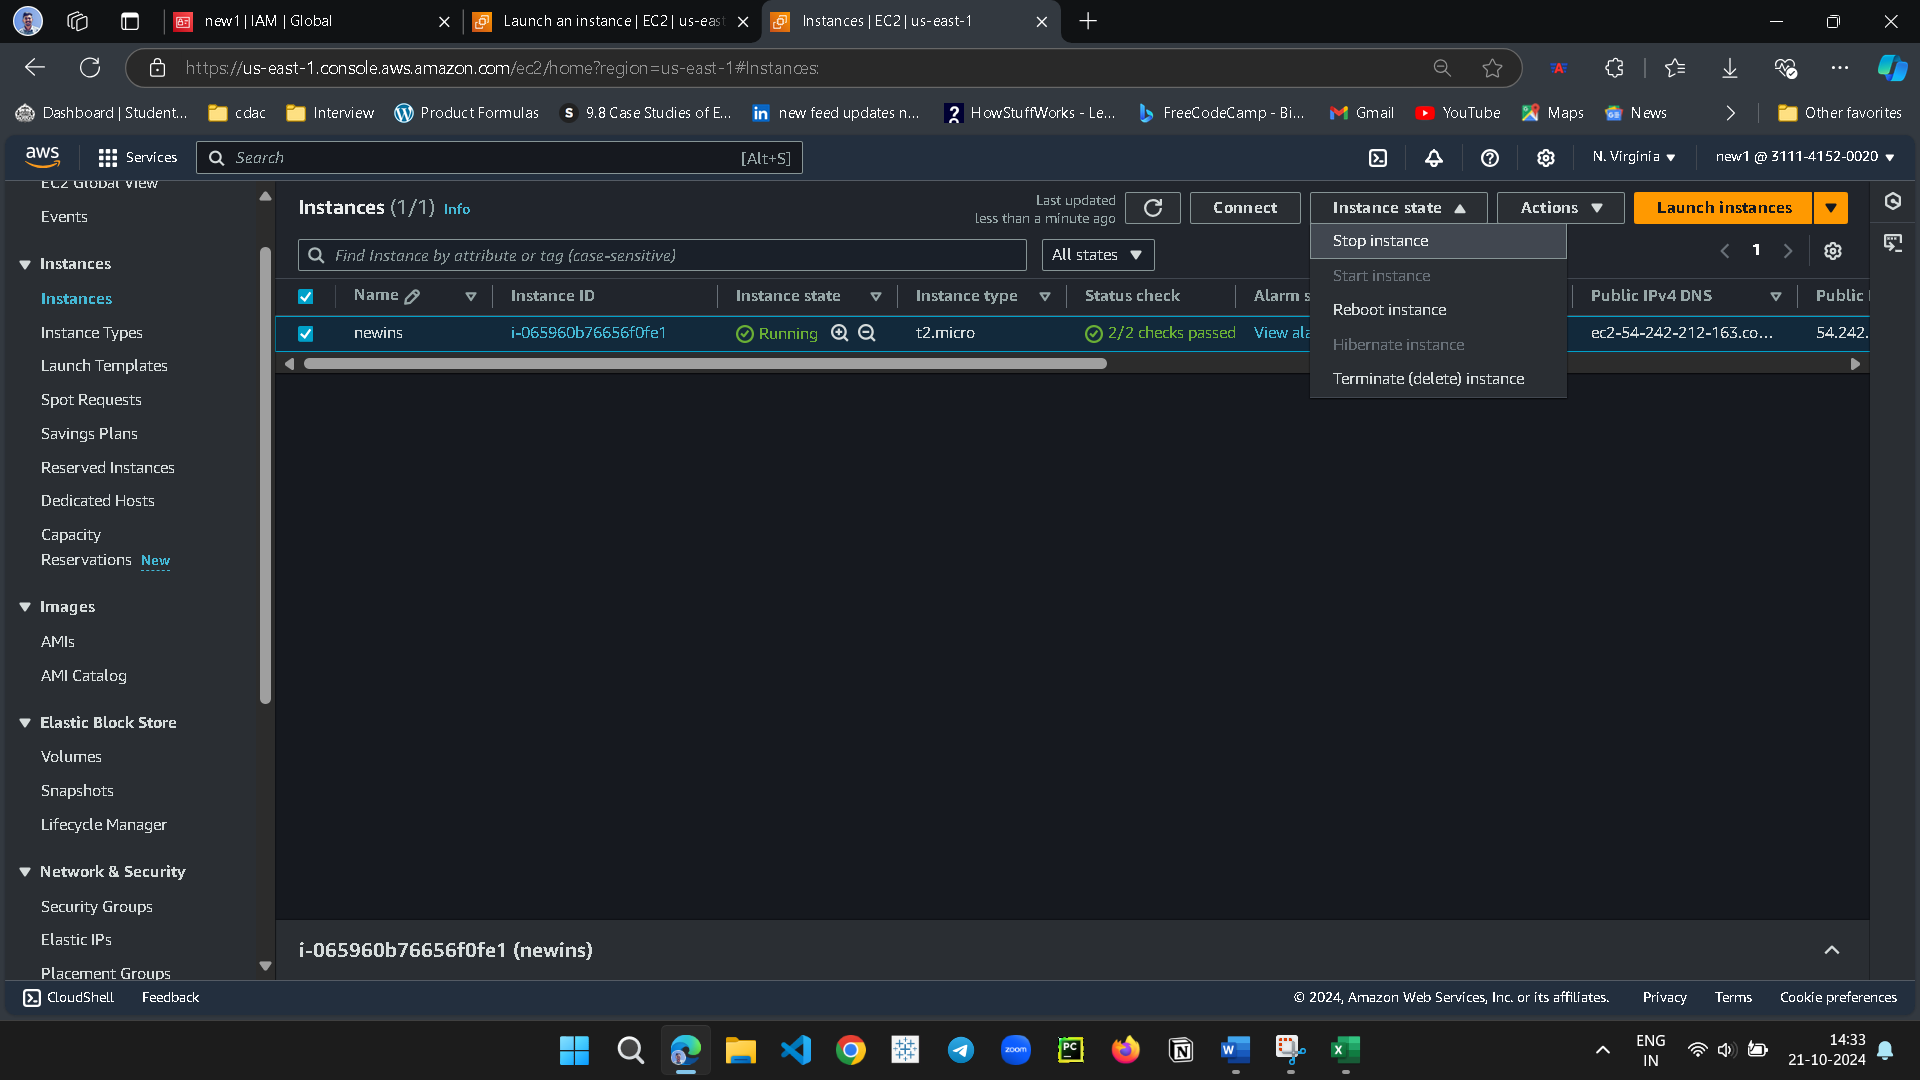 new1 | IAM | Global
Launch an instance | EC2 | us-east
Instances | EC2 | us-east-1
https://us-east-1.console.aws.amazon.com/ec2/home?region=us-east-1#Instances:
Dashboard | Student...
cdac
Interview
Product Formulas
9.8 Case Studies of E...
new feed updates n...
HowStuffWorks - Le...
FreeCodeCamp - Bi...
Gmail
YouTube
Maps
News
Other favorites
aws
Services
Search
[Alt+S]
N. Virginia
new1 @ 3111-4152-0020
EC2 Global View
Events
Instances
Instances
Instance Types
Launch Templates
Spot Requests
Savings Plans
Reserved Instances
Dedicated Hosts
Capacity
Reservations New
Images
AMIs
AMI Catalog
Elastic Block Store
Volumes
Snapshots
Lifecycle Manager
Network & Security
Security Groups
Elastic IPs
Placement Groups
Instances (1/1) Info
Last updated
less than a minute ago
Connect
Instance state
Actions
Launch instances
Find Instance by attribute or tag (case-sensitive)
All states
1
Stop instance
Start instance
Reboot instance
Hibernate instance
Terminate (delete) instance
Name
Instance ID
Instance state
Instance type
Status check
Alarm s
Public IPv4 DNS
Public
newins
i-065960b76656f0fe1
Running
t2.micro
2/2 checks passed
View ala
ec2-54-242-212-163.co...
54.242.
i-065960b76656f0fe1 (newins)
CloudShell
Feedback
© 2024, Amazon Web Services, Inc. or its affiliates.
Privacy
Terms
Cookie preferences
zoom
PC
ENG
IN
14:33
21-10-2024